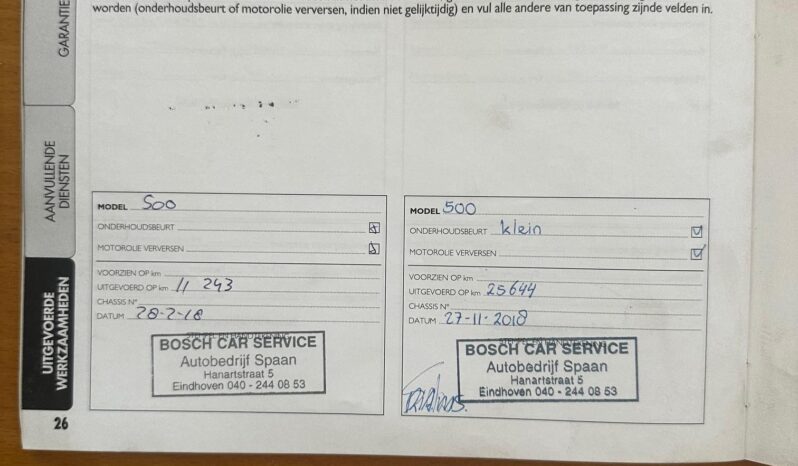 worden (onderhoudsbeurt of motorolie verversen, indien niet gelijktijdig) en vul alle andere van toepassing zijnde velden in.
GARANTIE
AANVULLENDE
DIENSTEN
UITGEVOERDE
WERKZAAMHEDEN
MODEL 500
ONDERHOUDSBEURT
MOTOROLIE VERVERSEN
VOORZIEN OP km
UITGEVOERD OP km 11 243
CHASSIS N°
DATUM 28-2-18
BOSCH CAR SERVICE
Autobedrijf Spaan
Hanartstraat 5
Eindhoven 040 - 244 08 53
MODEL 500
ONDERHOUDSBEURT klein
MOTOROLIE VERVERSEN
VOORZIEN OP km
UITGEVOERD OP km 25644
CHASSIS N°
DATUM 27-11-2018
BOSCH CAR SERVICE
Autobedrijf Spaan
Hanartstraat 5
Eindhoven 040 - 244 08 53
26